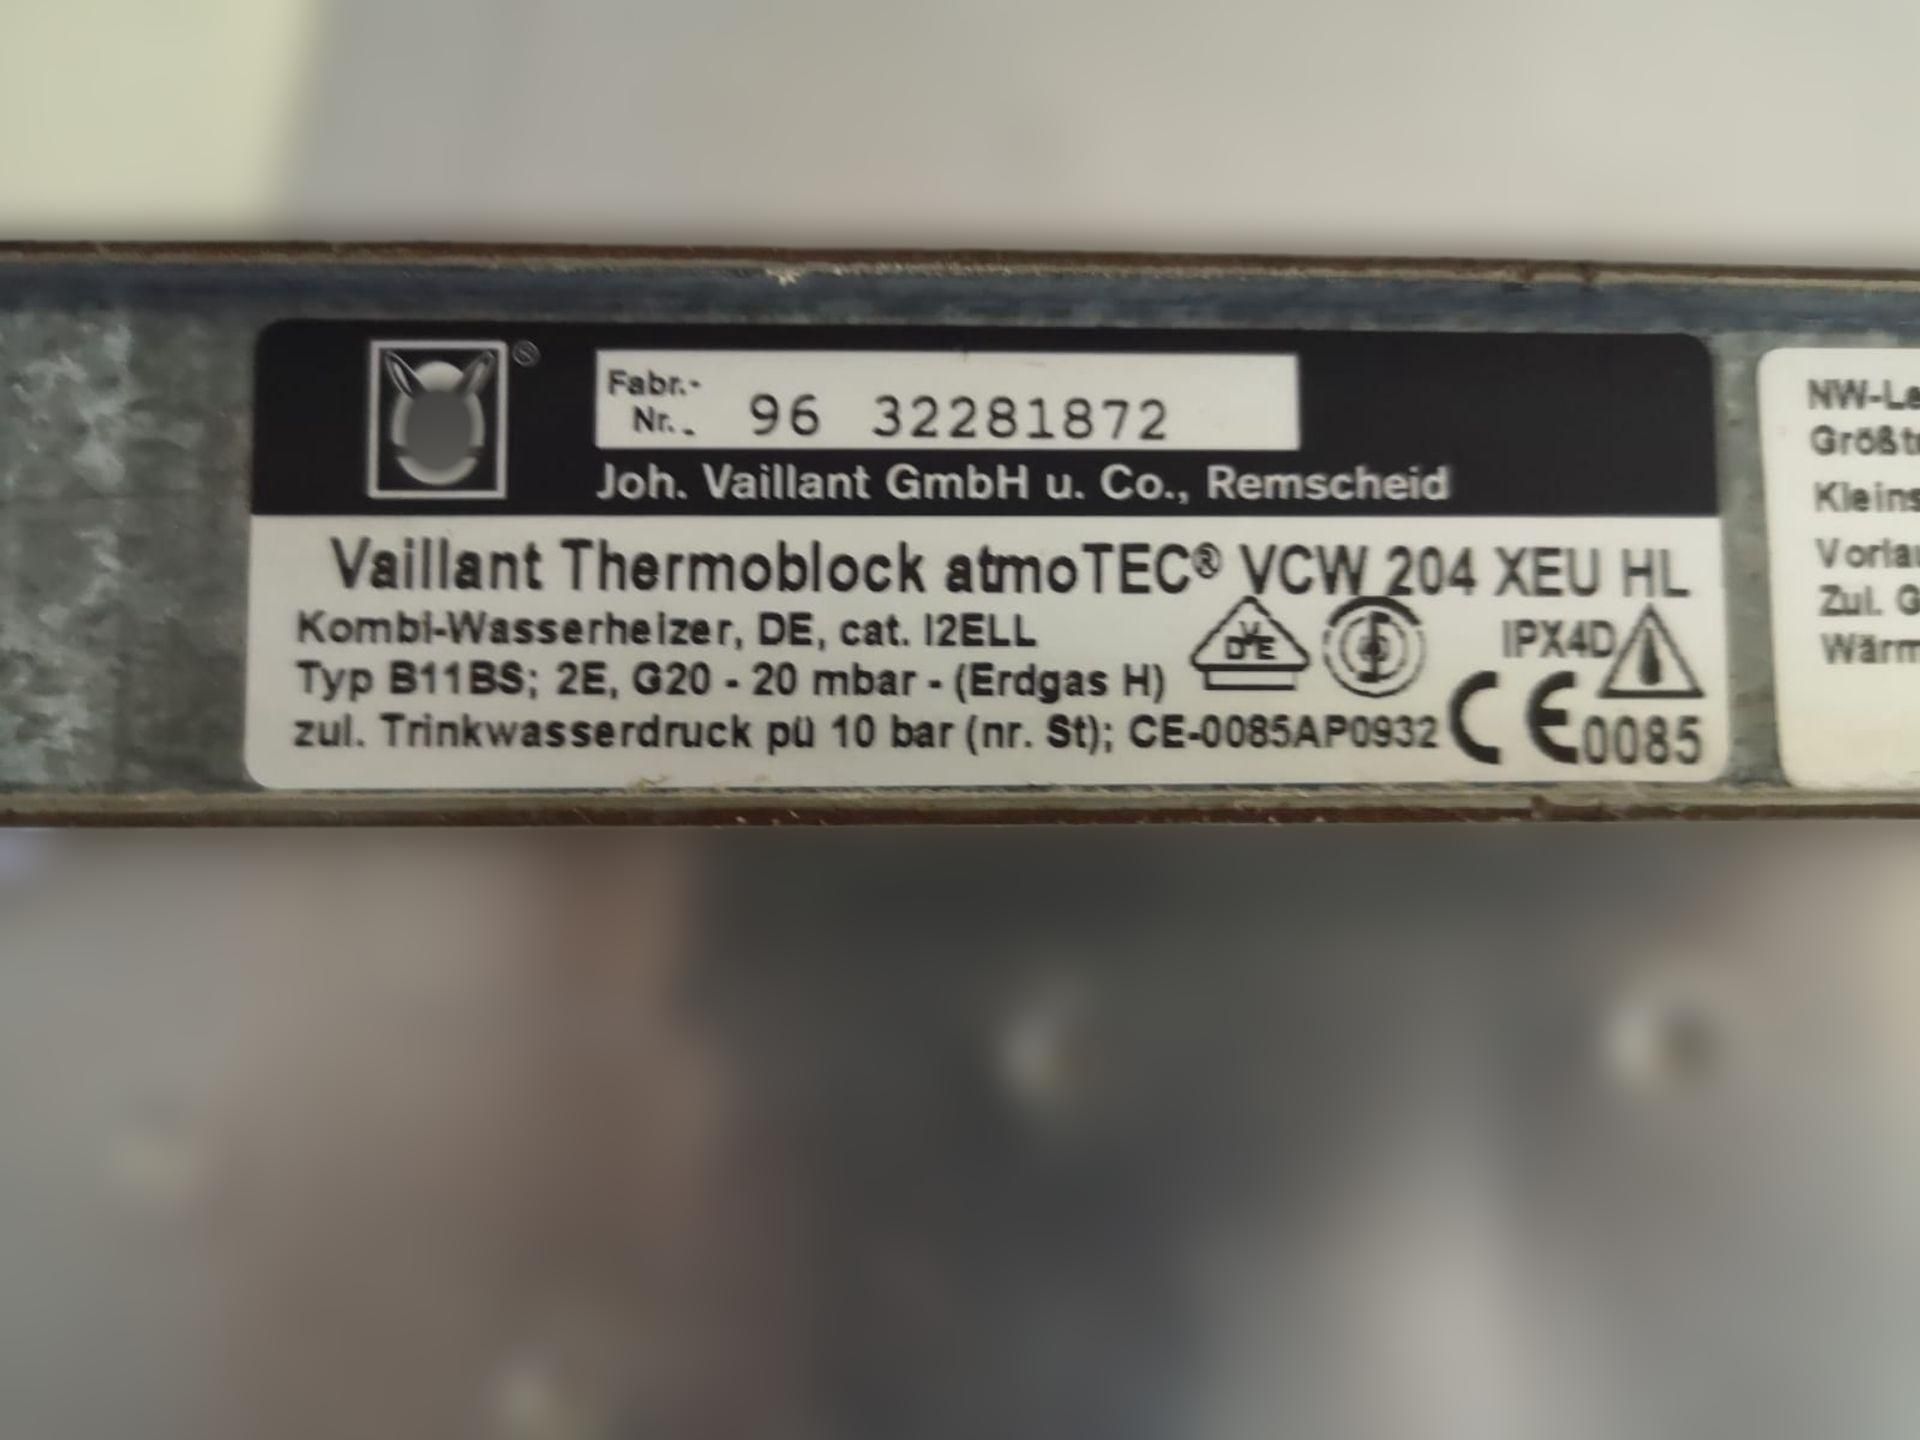 Fabr.-
Nr. 96 32281872
Joh. Vaillant GmbH u. Co., Remscheid
Vaillant Thermoblock atmoTEC® VCW 204 XEU HL
Kombi-Wasserheizer, DE, cat. I2ELL
DVE
IPX4D
Typ B11BS; 2E, G20 - 20 mbar - (Erdgas H)
zul. Trinkwasserdruck pü 10 bar (nr. St); CE-0085AP0932
CE 0085
NW-Le
Größt
Kleins
Vorlau
Zul. G
Wärm